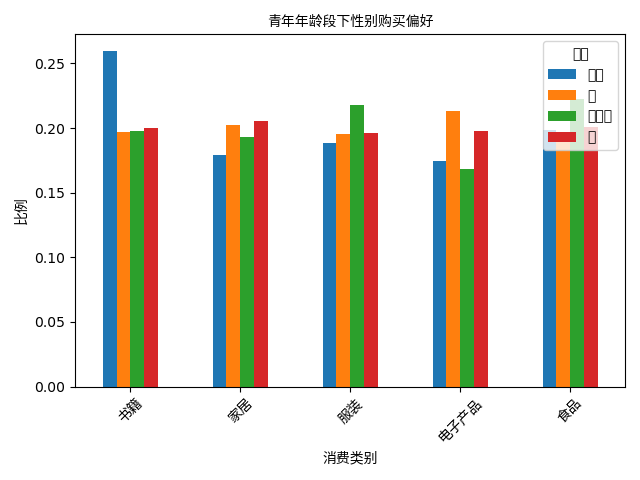 青年年龄段下性别购买偏好
比例
0.25
0.20
0.15
0.10
0.05
0.00
书籍
家居
服装
电子产品
食品
消费类别